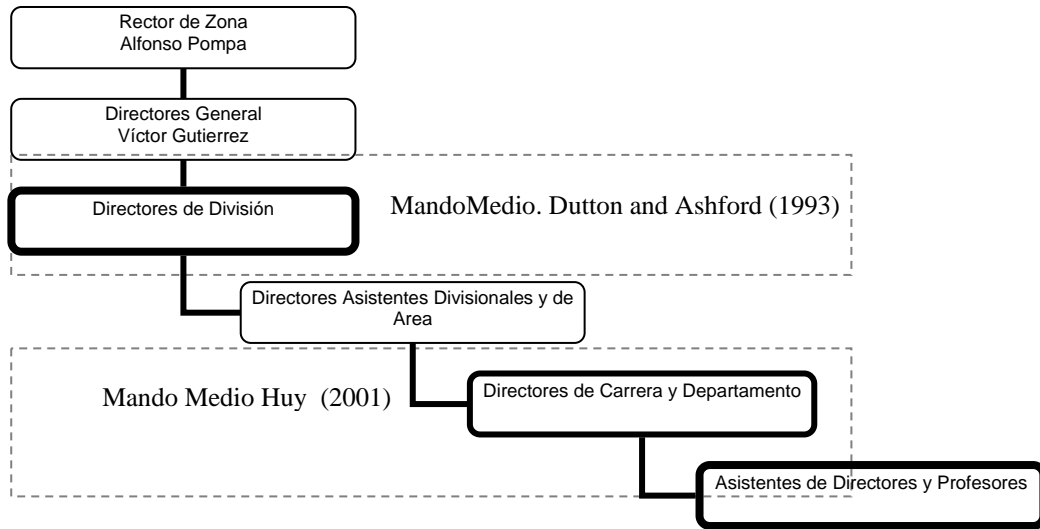 Rector de Zona
Alfonso Pompa
Directores General
Víctor Gutierrez
Directores de División
MandoMedio. Dutton and Ashford (1993)
Directores Asistentes Divisionales y de
Area
Mando Medio Huy (2001)
Directores de Carrera y Departamento
Asistentes de Directores y Profesores